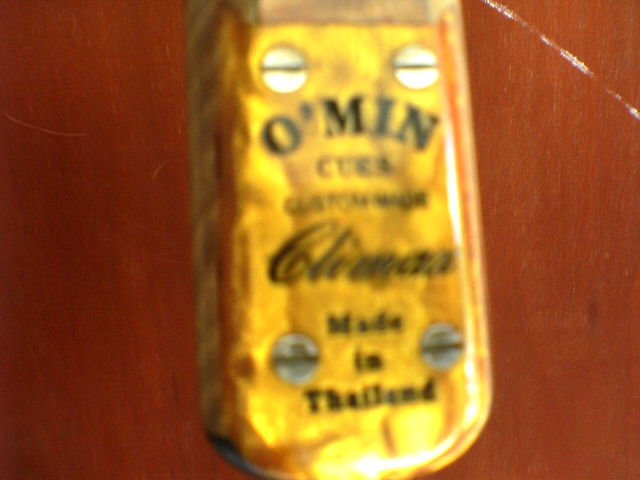 O'MIN
CUES
CUSTOM MADE
Climax
Made
in
Thailand